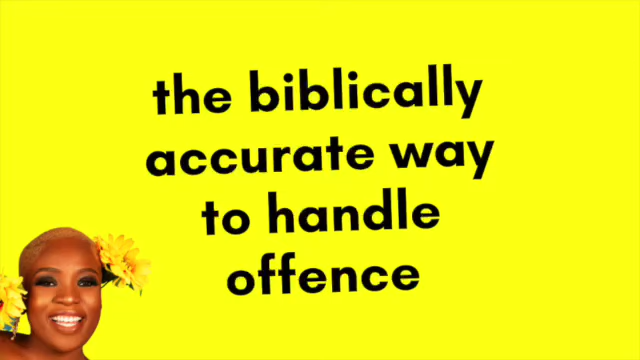 the biblically
accurate way
to handle
offence